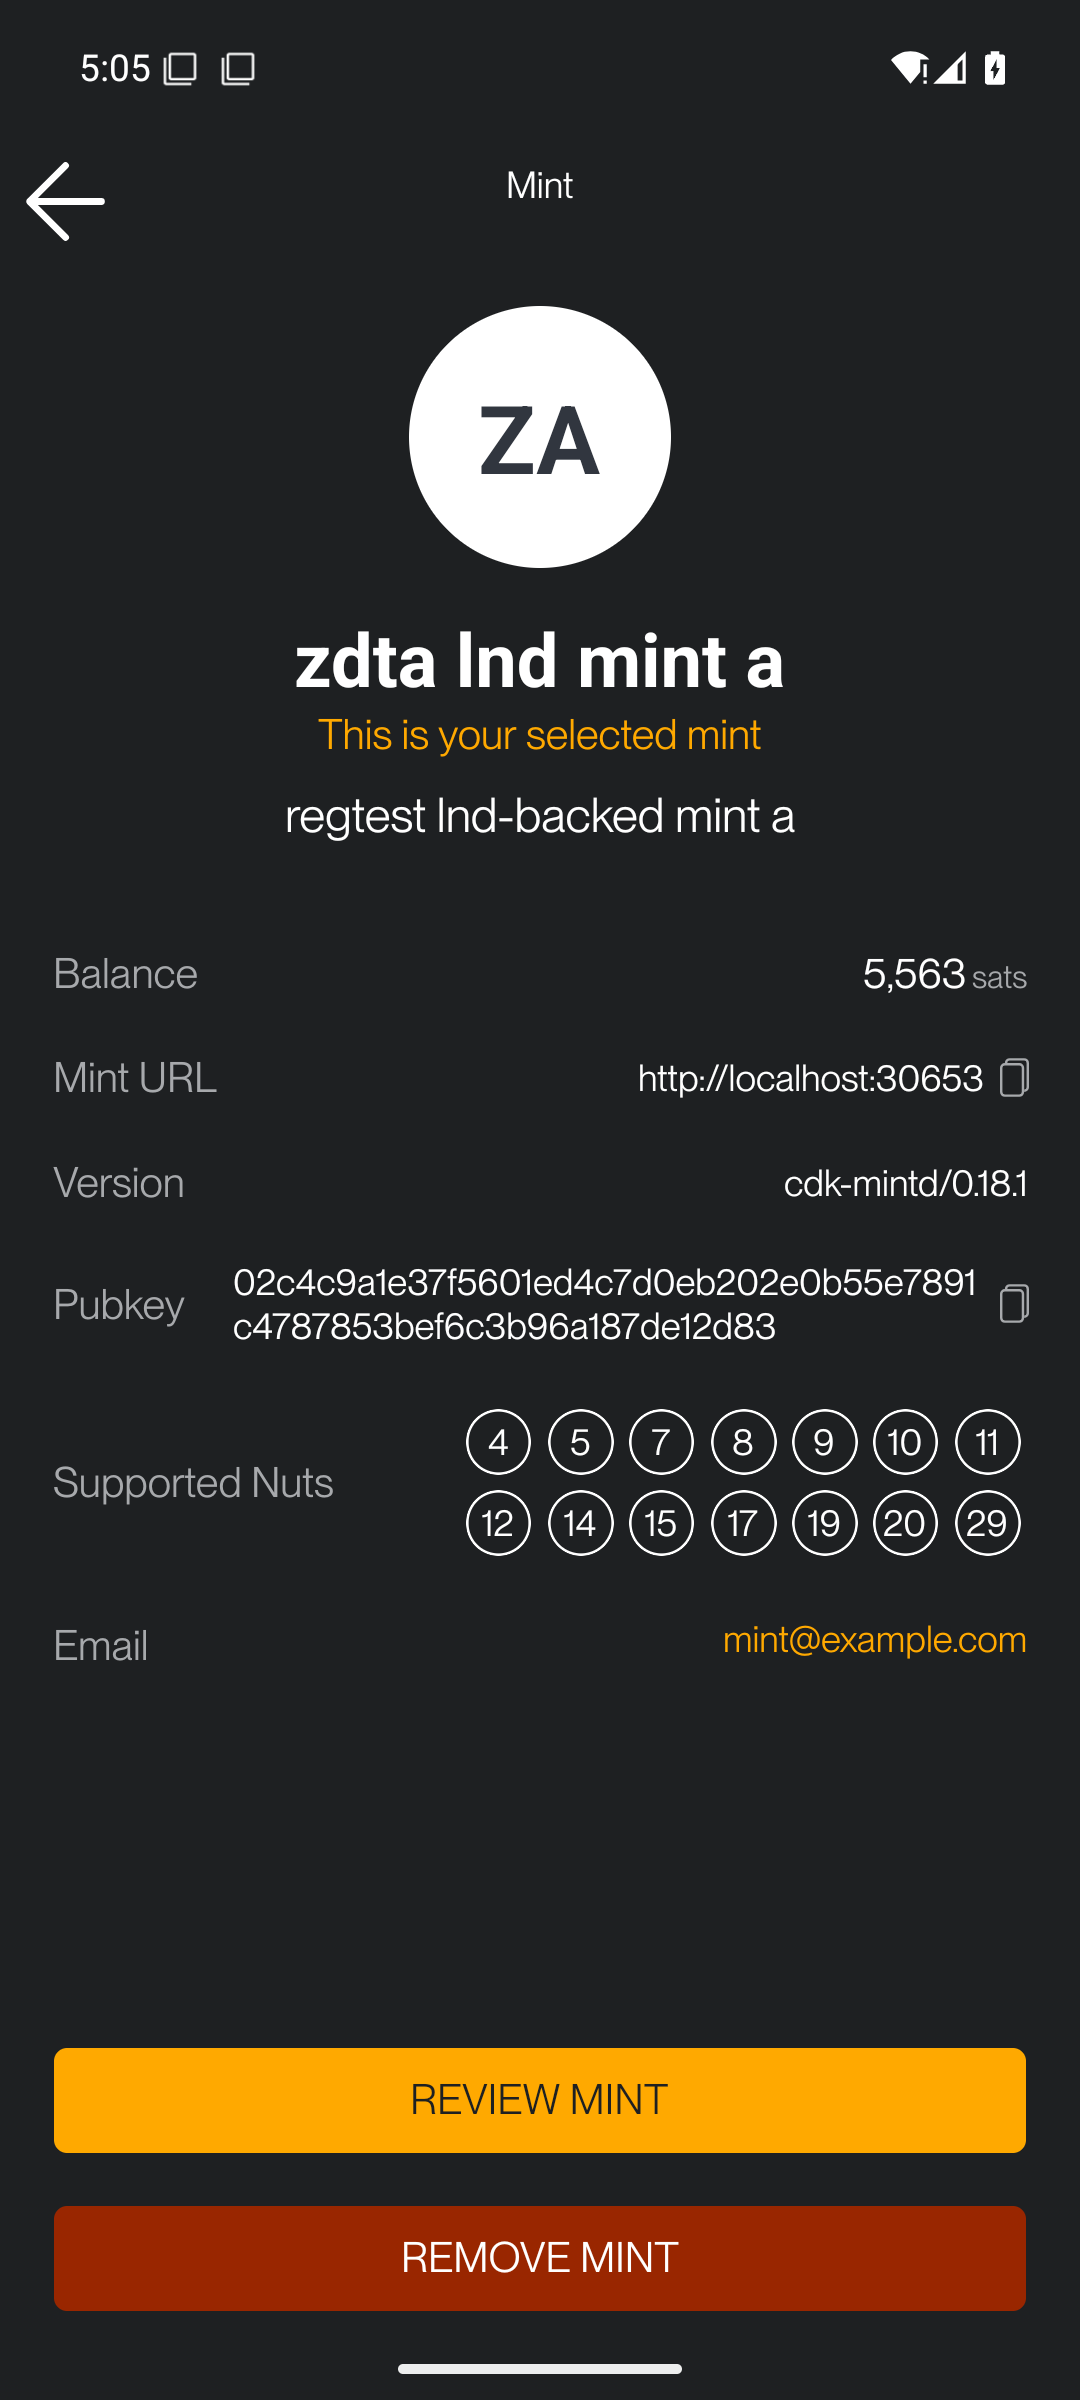 5:05
Mint
ZA
zdta lnd mint a
This is your selected mint
regtest lnd-backed mint a
Balance 5,563 sats
Mint URL http://localhost:30653
Version cdk-mintd/0.18.1
Pubkey 02c4c9a1e37f5601ed4c7d0eb202e0b55e7891
c4787853bef6c3b96a187de12d83
Supported Nuts 4 5 7 8 9 10 11
12 14 15 17 19 20 29
Email mint@example.com
REVIEW MINT
REMOVE MINT